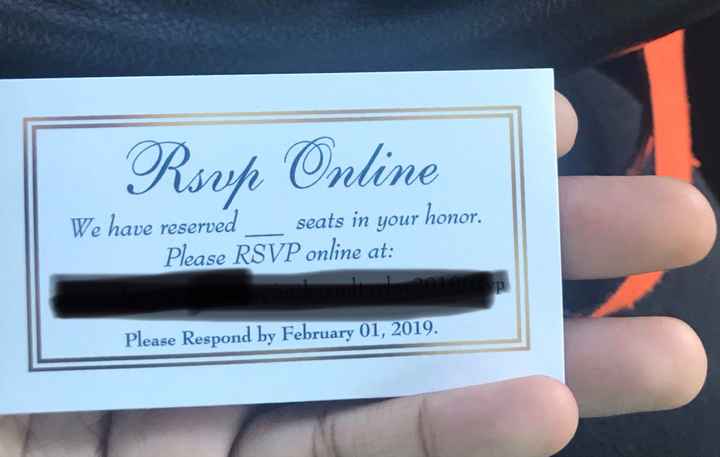 Rsvp Online
We have reserved ___ seats in your honor.
Please RSVP online at:
Please Respond by February 01, 2019.